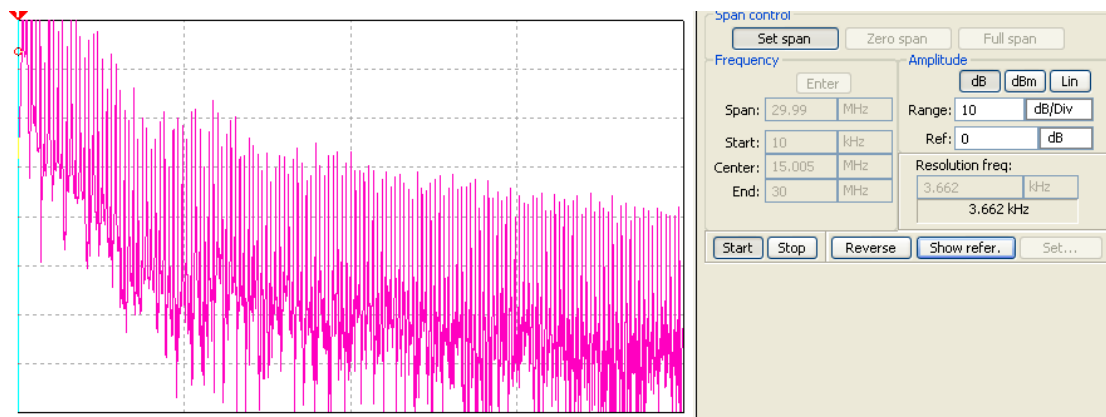 Span control
Set span Zero span Full span
Frequency
Enter
Span: 29.99 MHz
Start: 10 kHz
Center: 15.005 MHz
End: 30 MHz
Amplitude
dB dBm Lin
Range: 10 dB/Div
Ref: 0 dB
Resolution freq:
3.662 kHz
3.662 kHz
Start Stop Reverse Show refer. Set...